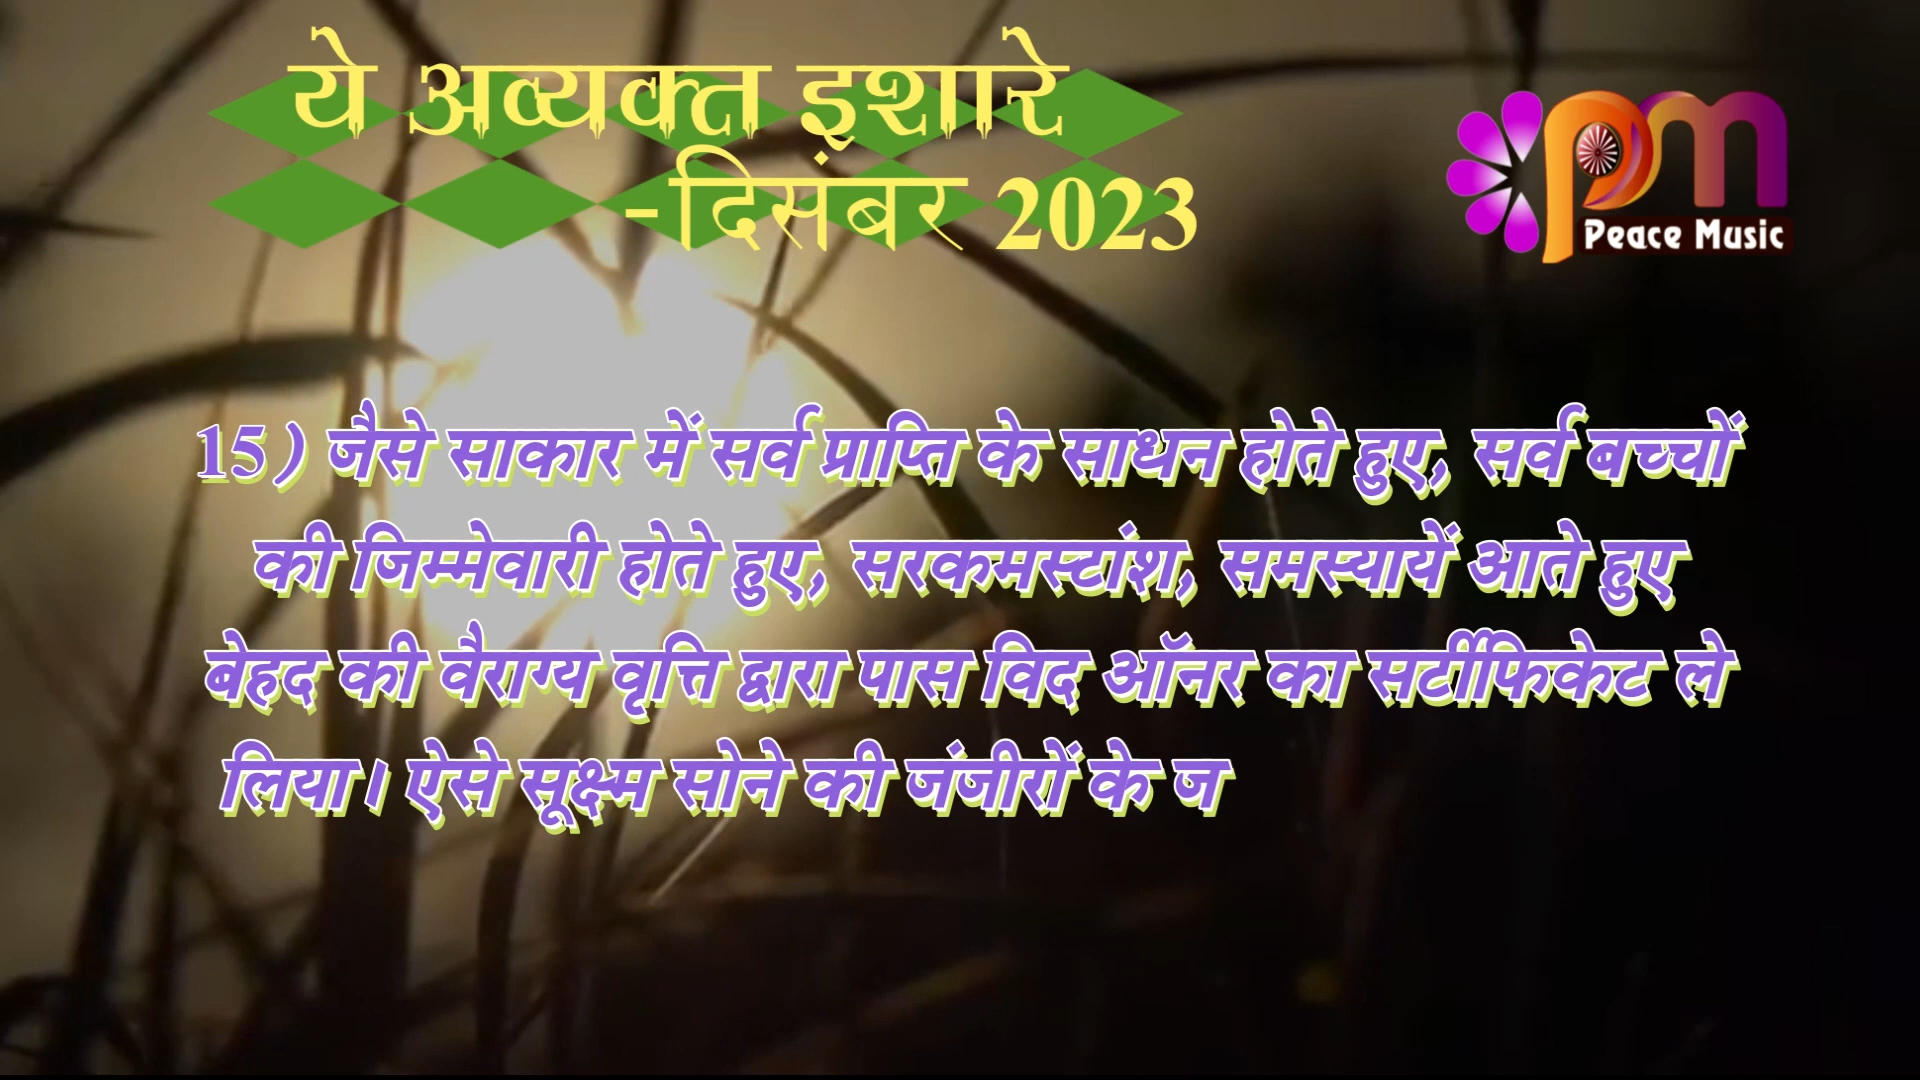 ये अव्यक्त इशारे
-दिसंबर 2023
pm
Peace Music
15) जैसे साकार में सर्व प्राप्ति के साधन होते हुए, सर्व बच्चों
की जिम्मेवारी होते हुए, सरकमस्टांश, समस्यायें आते हुए
बेहद की वैराग्य वृत्ति द्वारा पास विद ऑनर का सर्टीफिकेट ले
लिया। ऐसे सूक्ष्म सोने की जंजीरों के ज